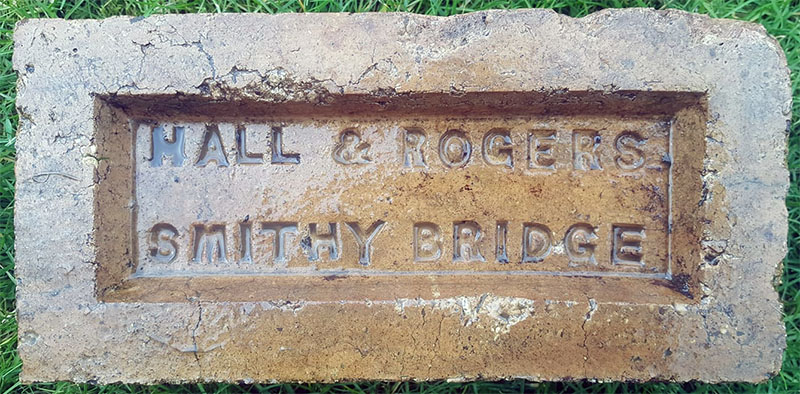 HALL & ROGERS
SMITHY BRIDGE